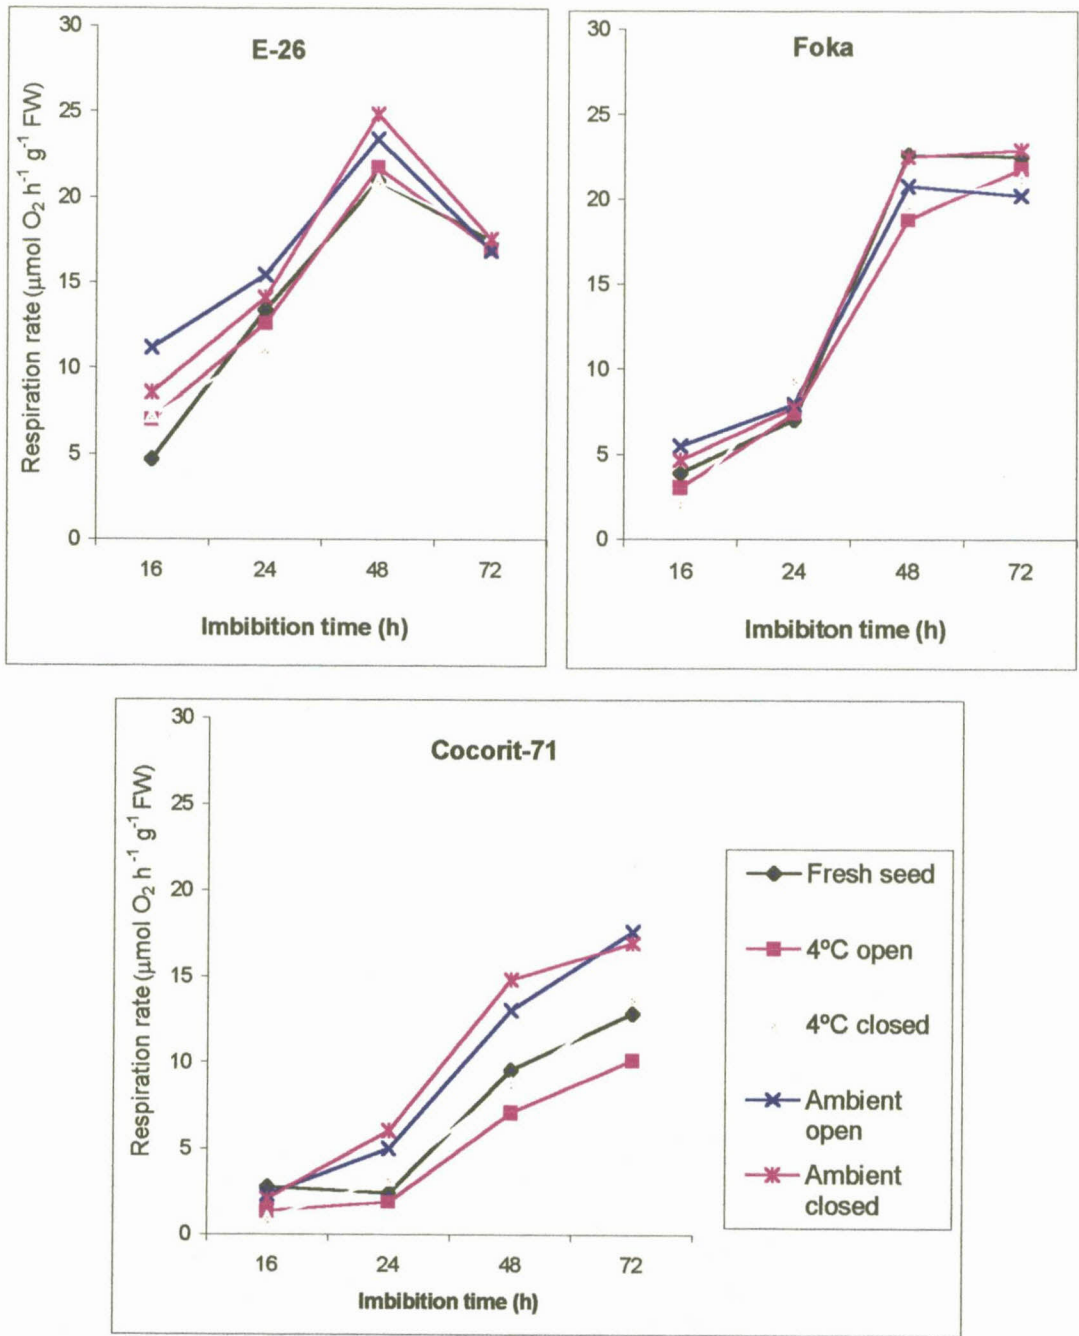 E-26
Respiration rate (μmol O₂ h⁻¹ g⁻¹ FW)
30
25
20
15
10
5
0
16 24 48 72
Imbibition time (h)
Foka
30
25
20
15
10
5
0
16 24 48 72
Imbibiton time (h)
Cocorit-71
Respiration rate (μmol O₂ h⁻¹ g⁻¹ FW)
30
25
20
15
10
5
0
16 24 48 72
Imbibition time (h)
Fresh seed
4ºC open
4ºC closed
Ambient
open
Ambient
closed